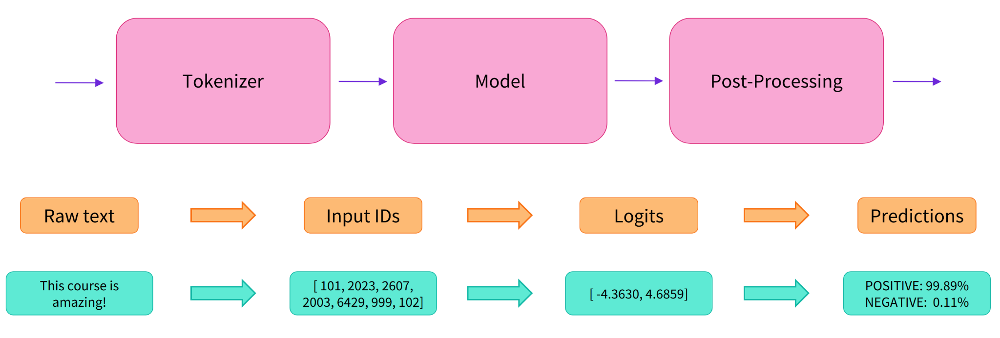 Tokenizer
Model
Post-Processing
Raw text
Input IDs
Logits
Predictions
This course is
amazing!
[ 101, 2023, 2607,
2003, 6429, 999, 102]
[ -4.3630, 4.6859]
POSITIVE: 99.89%
NEGATIVE: 0.11%